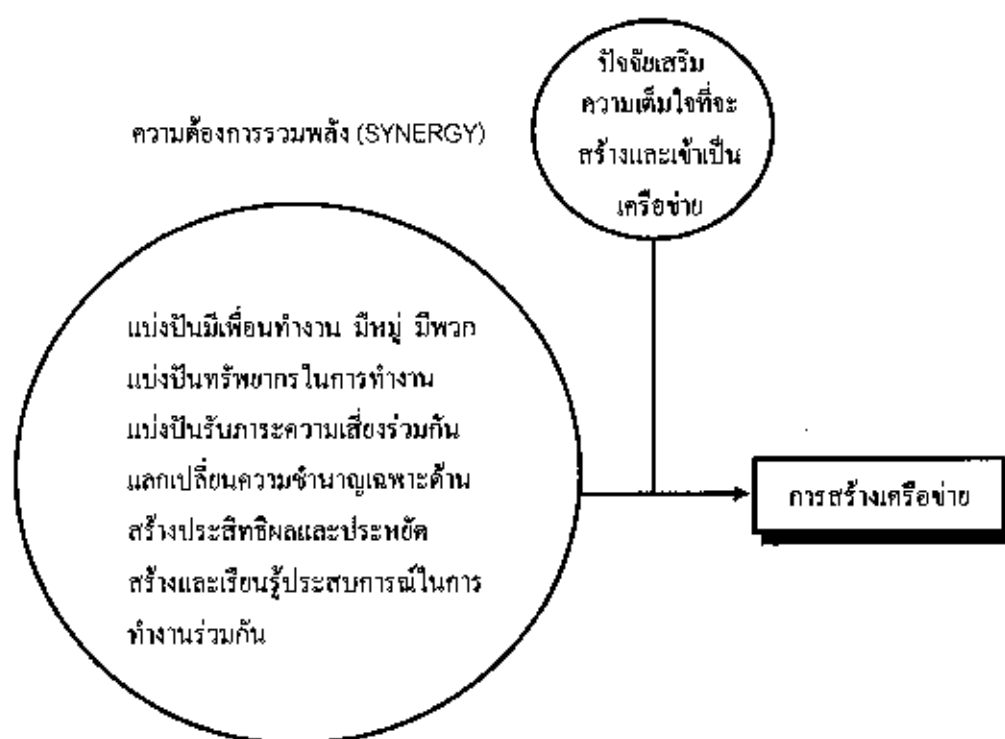 ปัจจัยเสริม
ความเต็มใจที่จะ
สร้างและเข้าเป็น
เครือข่าย
ความต้องการรวมพลัง (SYNERGY)
แบ่งปันมีเพื่อนทำงาน มีหมู่ มีพวก
แบ่งปันทรัพยากรในการทำงาน
แบ่งปันรับภาระความเสี่ยงร่วมกัน
แลกเปลี่ยนความชำนาญเฉพาะด้าน
สร้างประสิทธิผลและประหยัด
สร้างและเรียนรู้ประสบการณ์ในการ
ทำงานร่วมกัน
การสร้างเครือข่าย